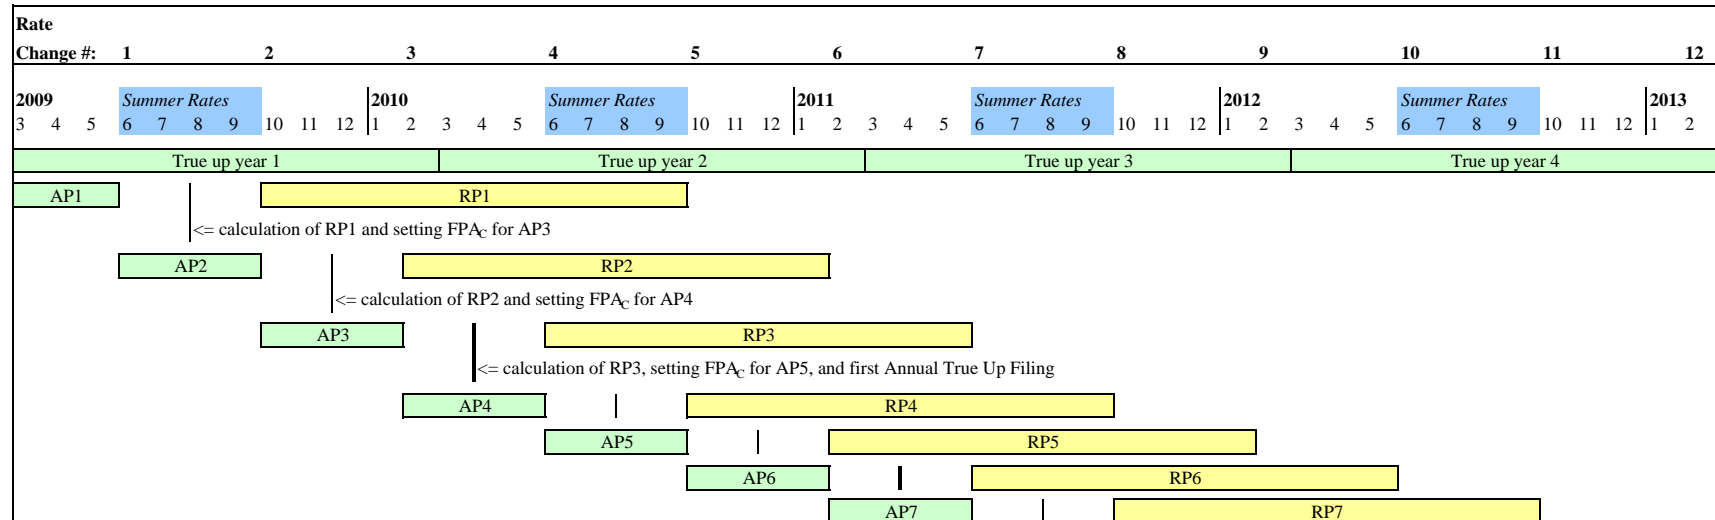 Rate
Change #: 1 2 3 4 5 6 7 8 9 10 11 12
2009 Summer Rates 2010 Summer Rates 2011 Summer Rates 2012 Summer Rates 2013
3 4 5 6 7 8 9 10 11 12 1 2 3 4 5 6 7 8 9 10 11 12 1 2 3 4 5 6 7 8 9 10 11 12 1 2 3 4 5 6 7 8 9 10 11 12 1 2
True up year 1 True up year 2 True up year 3 True up year 4
AP1 RP1
<= calculation of RP1 and setting FPAC for AP3
AP2 RP2
<= calculation of RP2 and setting FPAC for AP4
AP3 RP3
<= calculation of RP3, setting FPAC for AP5, and first Annual True Up Filing
AP4 RP4
AP5 RP5
AP6 RP6
AP7 RP7